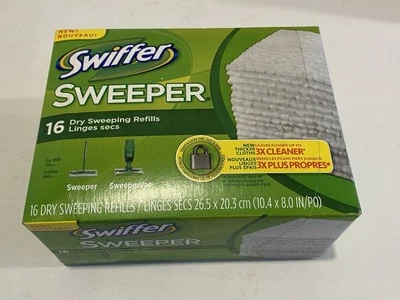 NEW!
NOUVEAU!
Swiffer
SWEEPER
16 Dry Sweeping Refills
Linges secs
NEW THICKER CLOTHS LEAVES FLOORS UP TO 3X CLEANER*
NOUVEAUX LINGES PLUS ÉPAIS REND LES PLANCHERS jusqu'à 3X PLUS PROPRES*
Sweeper SweeperVac
16 DRY SWEEPING REFILLS / LINGES SECS 26.5 x 20.3 cm (10.4 x 8.0 IN/PO)
Swiffer
SWEEPER
16